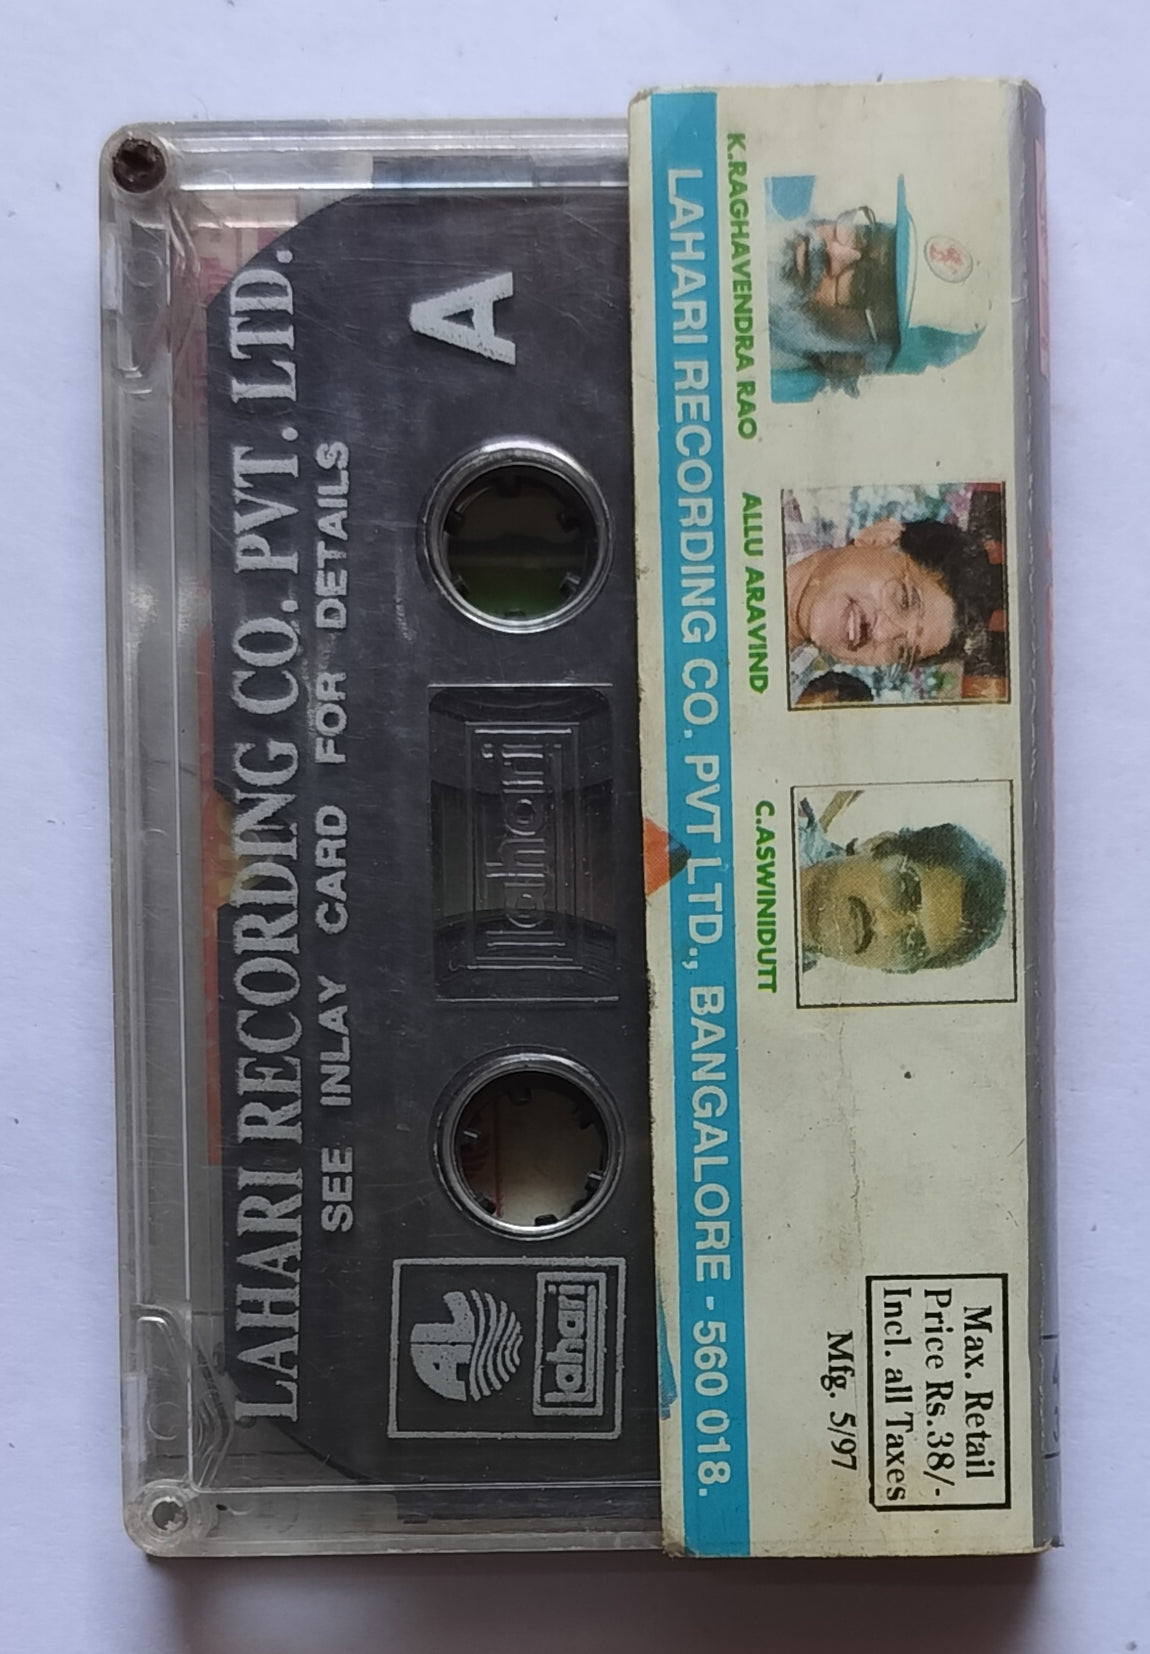 LAHARI RECORDING CO. PVT. LTD.
SEE INLAY CARD FOR DETAILS
A
lahari
AL
lahari
K.RAGHAVENDRA RAO
ALLU ARAVIND
C.ASWINIDUTT
LAHARI RECORDING CO. PVT LTD., BANGALORE - 560 018.
Max. Retail
Price Rs.38/-
Incl. all Taxes
Mfg. 5/97